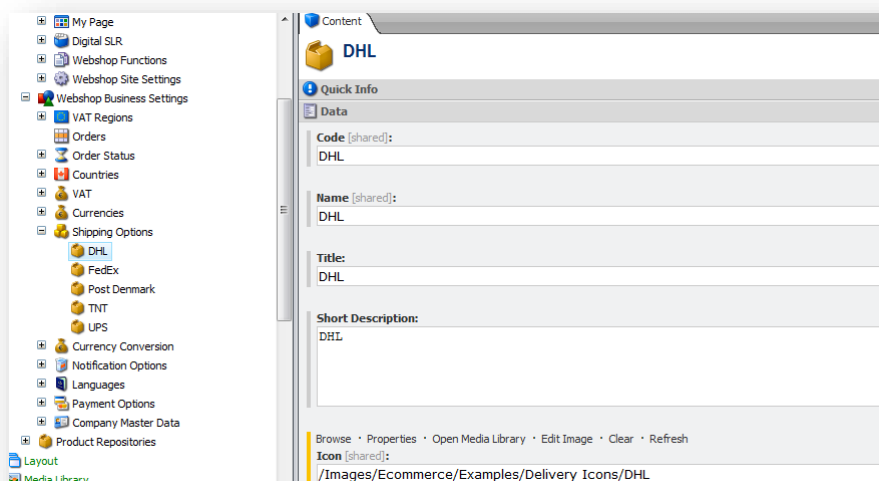 My Page
Digital SLR
Webshop Functions
Webshop Site Settings
Webshop Business Settings
VAT Regions
Orders
Order Status
Countries
VAT
Currencies
Shipping Options
DHL
FedEx
Post Denmark
TNT
UPS
Currency Conversion
Notification Options
Languages
Payment Options
Company Master Data
Product Repositories
Layout
Media Library
Content
DHL
Quick Info
Data
Code [shared]:
DHL
Name [shared]:
DHL
Title:
DHL
Short Description:
DHL
Browse · Properties · Open Media Library · Edit Image · Clear · Refresh
Icon [shared]:
/Images/Ecommerce/Examples/Delivery Icons/DHL